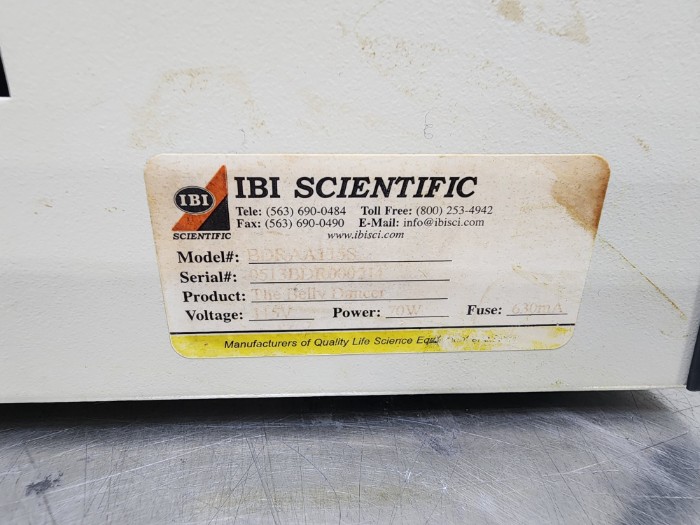 IBI
SCIENTIFIC
IBI SCIENTIFIC
Tele: (563) 690-0484 Toll Free: (800) 253-4942
Fax: (563) 690-0490 E-Mail: info@ibisci.com
www.ibisci.com
Model#: BDRAA115S
Serial#:
Product: The Belly Dancer
Voltage: 115V Power: 70W Fuse: 630mA
Manufacturers of Quality Life Science